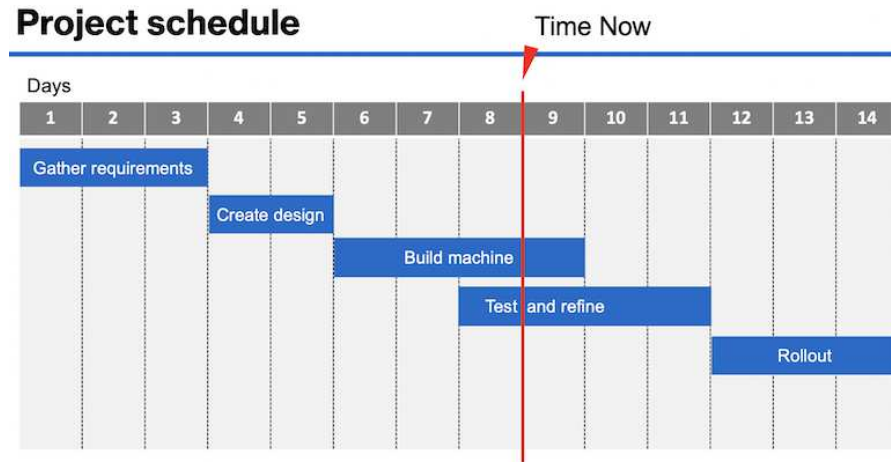 Project schedule
Time Now
Days
1 2 3 4 5 6 7 8 9 10 11 12 13 14
Gather requirements
Create design
Build machine
Test and refine
Rollout